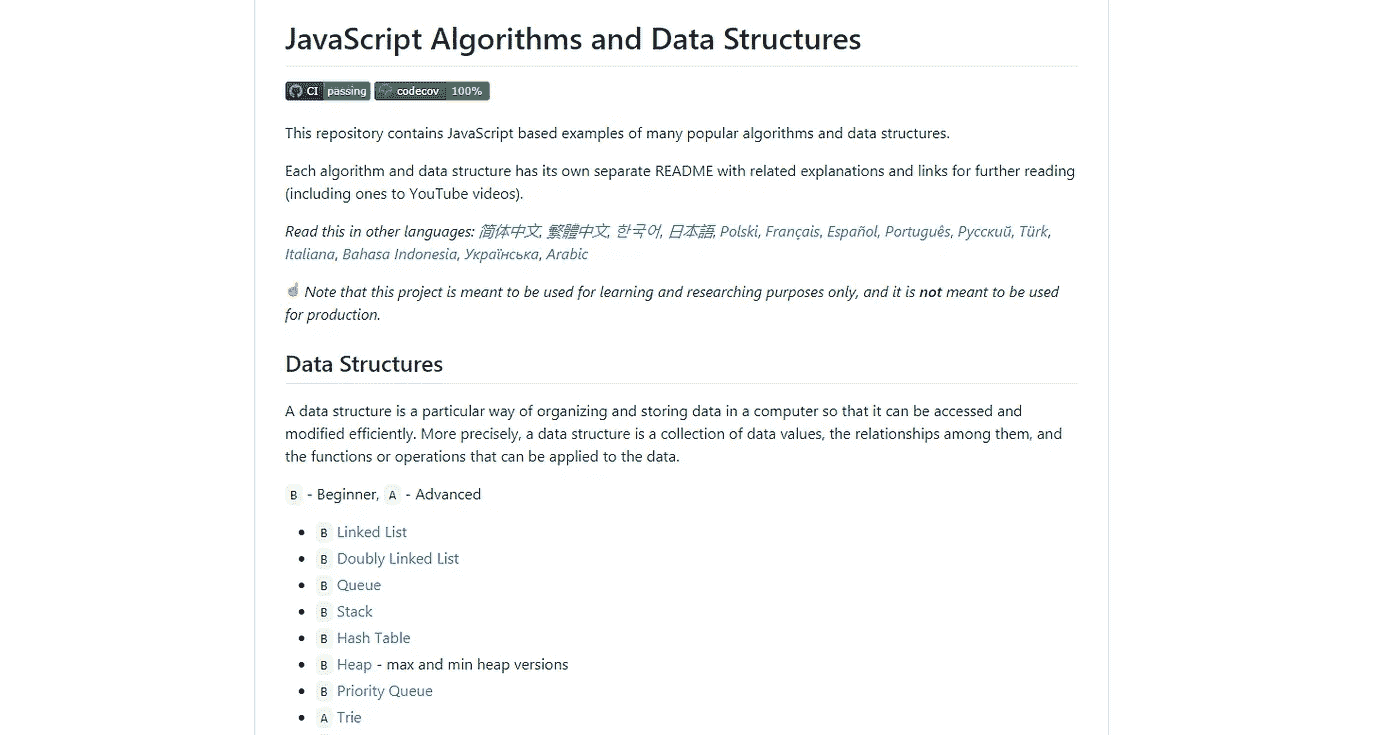 JavaScript Algorithms and Data Structures
CI passing codecov 100%
This repository contains JavaScript based examples of many popular algorithms and data structures.
Each algorithm and data structure has its own separate README with related explanations and links for further reading
(including ones to YouTube videos).
Read this in other languages: 简体中文, 繁體中文, 한국어, 日本語, Polski, Français, Español, Português, Русский, Türk,
Italiana, Bahasa Indonesia, Українська, Arabic
☝ Note that this project is meant to be used for learning and researching purposes only, and it is not meant to be used
for production.
Data Structures
A data structure is a particular way of organizing and storing data in a computer so that it can be accessed and
modified efficiently. More precisely, a data structure is a collection of data values, the relationships among them, and
the functions or operations that can be applied to the data.
B - Beginner, A - Advanced
• B Linked List
• B Doubly Linked List
• B Queue
• B Stack
• B Hash Table
• B Heap - max and min heap versions
• B Priority Queue
• A Trie